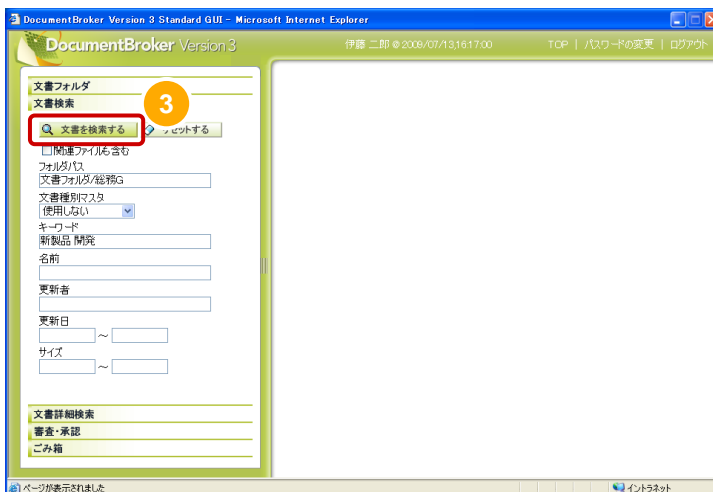 DocumentBroker Version 3 Standard GUI - Microsoft Internet Explorer
DocumentBroker Version 3
伊藤 二郎 @ 2009/07/13,16:17:00
TOP | パスワードの変更 | ログアウト
文書フォルダ
文書検索
3
文書を検索する
セットする
関連ファイルも含む
フォルダパス
文書フォルダ/総務G
文書種別マスタ
使用しない
キーワード
新製品 開発
名前
更新者
更新日
～
サイズ
～
文書詳細検索
審査・承認
ごみ箱
ページが表示されました
イントラネット